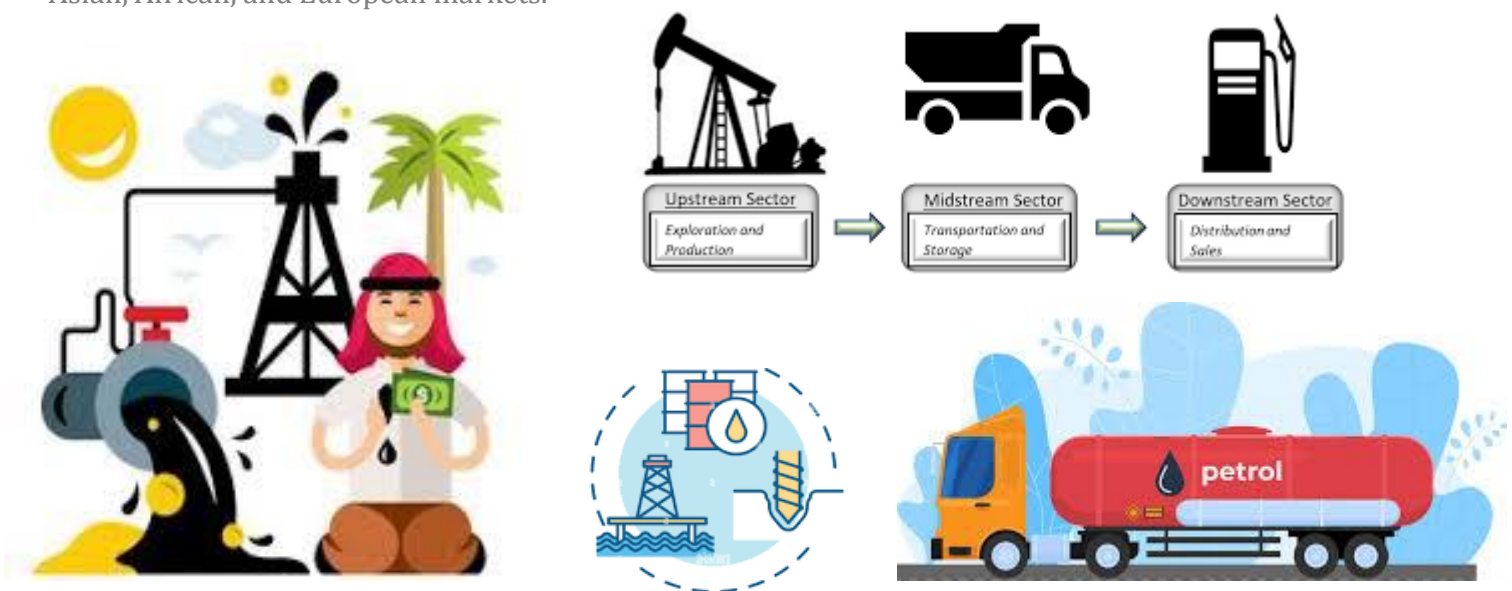 Asian, African, and European markets.
Upstream Sector
Exploration and
Production
Midstream Sector
Transportation and
Storage
Downstream Sector
Distribution and
Sales
$
petrol